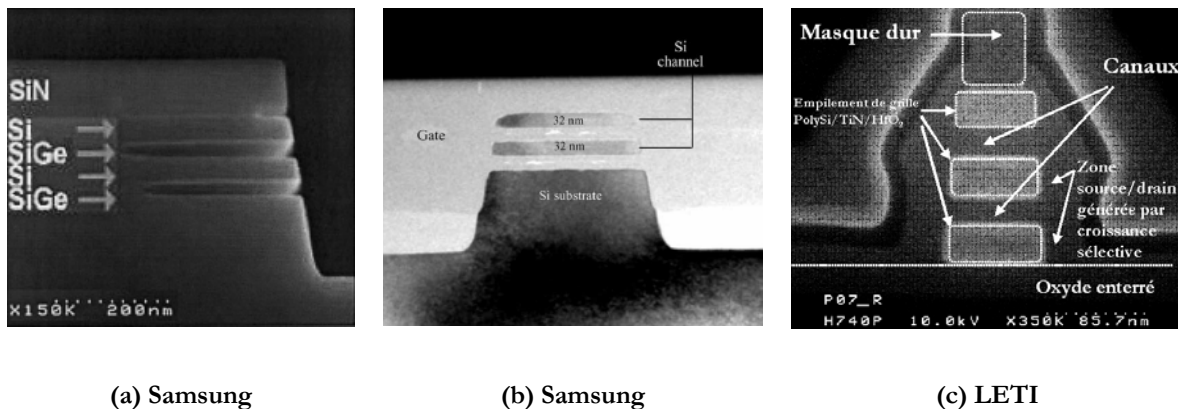 SiN
Si
SiGe
Si
SiGe
X150K 200nm
Si
channel
32 nm
Gate
32 nm
Si substrate
Masque dur
Canaux
Empilement de grille
PolySi/TiN/HfO₂
Zone
source/drain
générée par
croissance
sélective
Oxyde enterré
P07_R
H740P 10.0kV X350K 85.7nm
(a) Samsung
(b) Samsung
(c) LETI